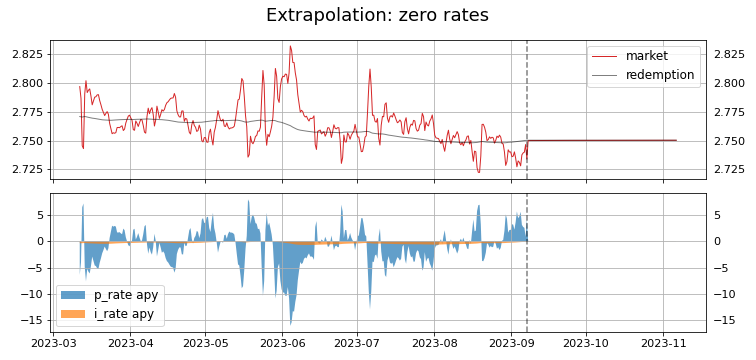 Extrapolation: zero rates
2.825 2.825
market
redemption
2.800 2.800
2.775 2.775
2.750 2.750
2.725 2.725
5 5
0 0
−5 −5
p_rate apy
−10 −10
i_rate apy
−15 −15
2023-03 2023-04 2023-05 2023-06 2023-07 2023-08 2023-09 2023-10 2023-11